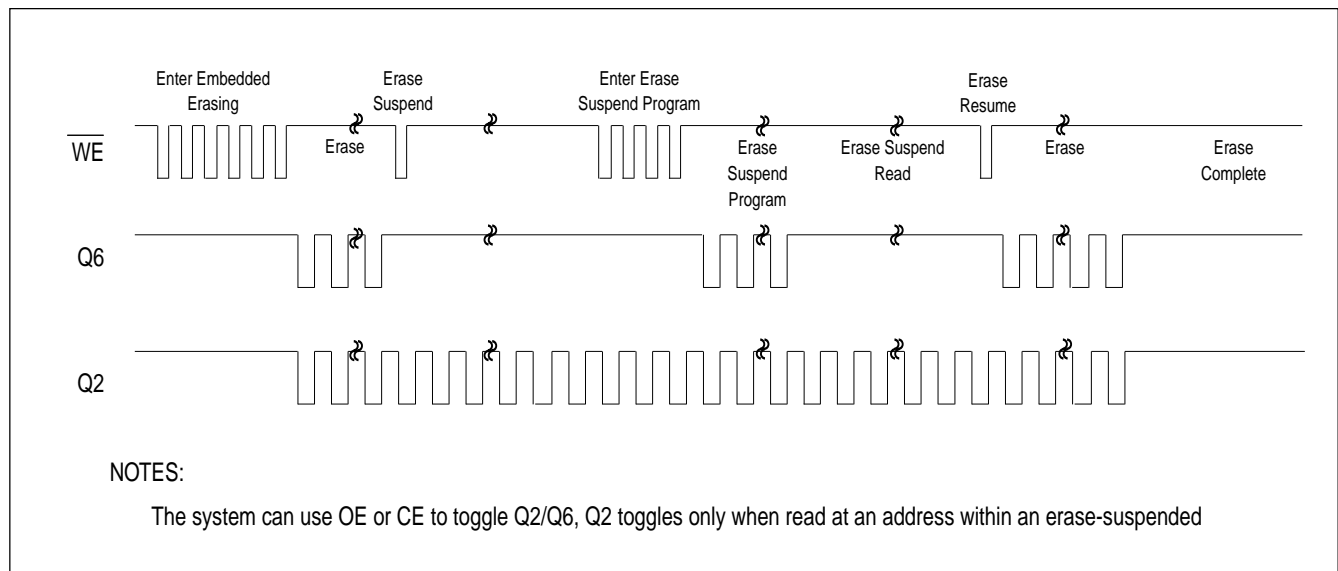 Enter Embedded
Erasing
Erase
Suspend
Enter Erase
Suspend Program
Erase
Resume
WE
Erase
Erase
Suspend
Program
Erase Suspend
Read
Erase
Erase
Complete
Q6
Q2
NOTES:
The system can use OE or CE to toggle Q2/Q6, Q2 toggles only when read at an address within an erase-suspended